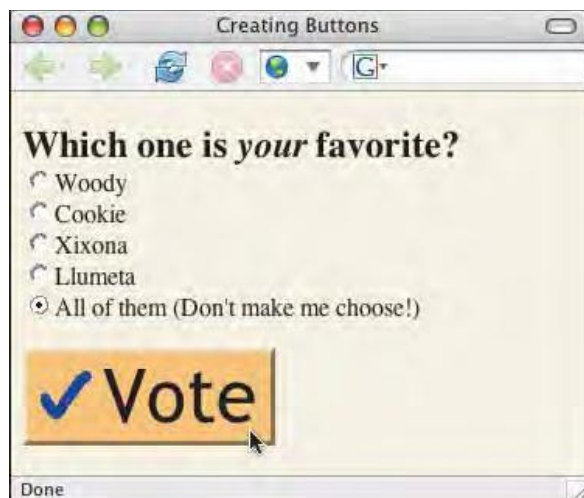 Creating Buttons
G
Which one is your favorite?
Woody
Cookie
Xixona
Llumeta
All of them (Don't make me choose!)
Vote
Done